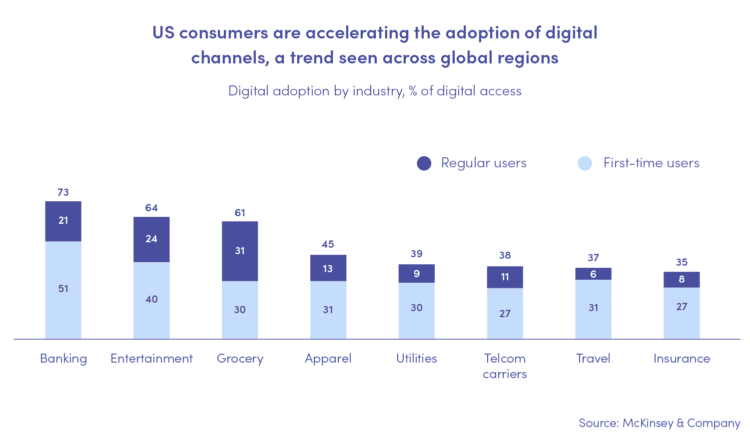 US consumers are accelerating the adoption of digital
channels, a trend seen across global regions
Digital adoption by industry, % of digital access
Regular users
First-time users
73
64
61
45
39
38
37
35
21
24
31
13
9
11
6
8
51
40
30
31
30
27
31
27
Banking
Entertainment
Grocery
Apparel
Utilities
Telcom
carriers
Travel
Insurance
Source: McKinsey & Company